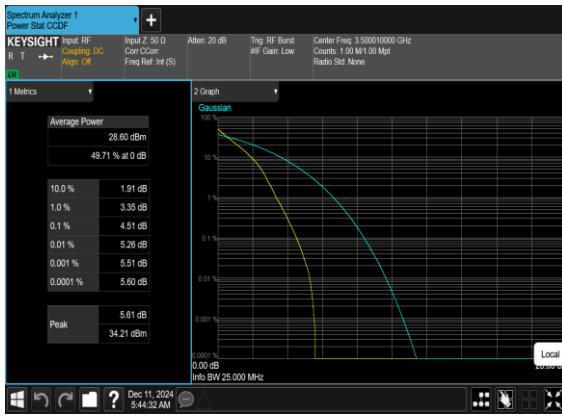 Spectrum Analyzer 1
Power Stat CCDF
KEYSIGHT
R T
LXI
Input: RF
Coupling: DC
Align: Off
Input Z: 50 Ω
Corr CCorr
Freq Ref: Int (S)
Atten: 20 dB
Trig: RF Burst
#IF Gain: Low
Center Freq: 3.500010000 GHz
Counts: 1.00 M/1.00 Mpt
Radio Std: None
1 Metrics
Average Power
28.60 dBm
49.71 % at 0 dB
10.0 % 1.91 dB
1.0 % 3.35 dB
0.1 % 4.51 dB
0.01 % 5.26 dB
0.001 % 5.51 dB
0.0001 % 5.60 dB
Peak
5.61 dB
34.21 dBm
2 Graph
Gaussian
100 %
10 %
1 %
0.1 %
0.01 %
0.001 %
0.0001 %
0.00 dB
Info BW 25.000 MHz
Local
?
Dec 11, 2024
5:44:32 AM